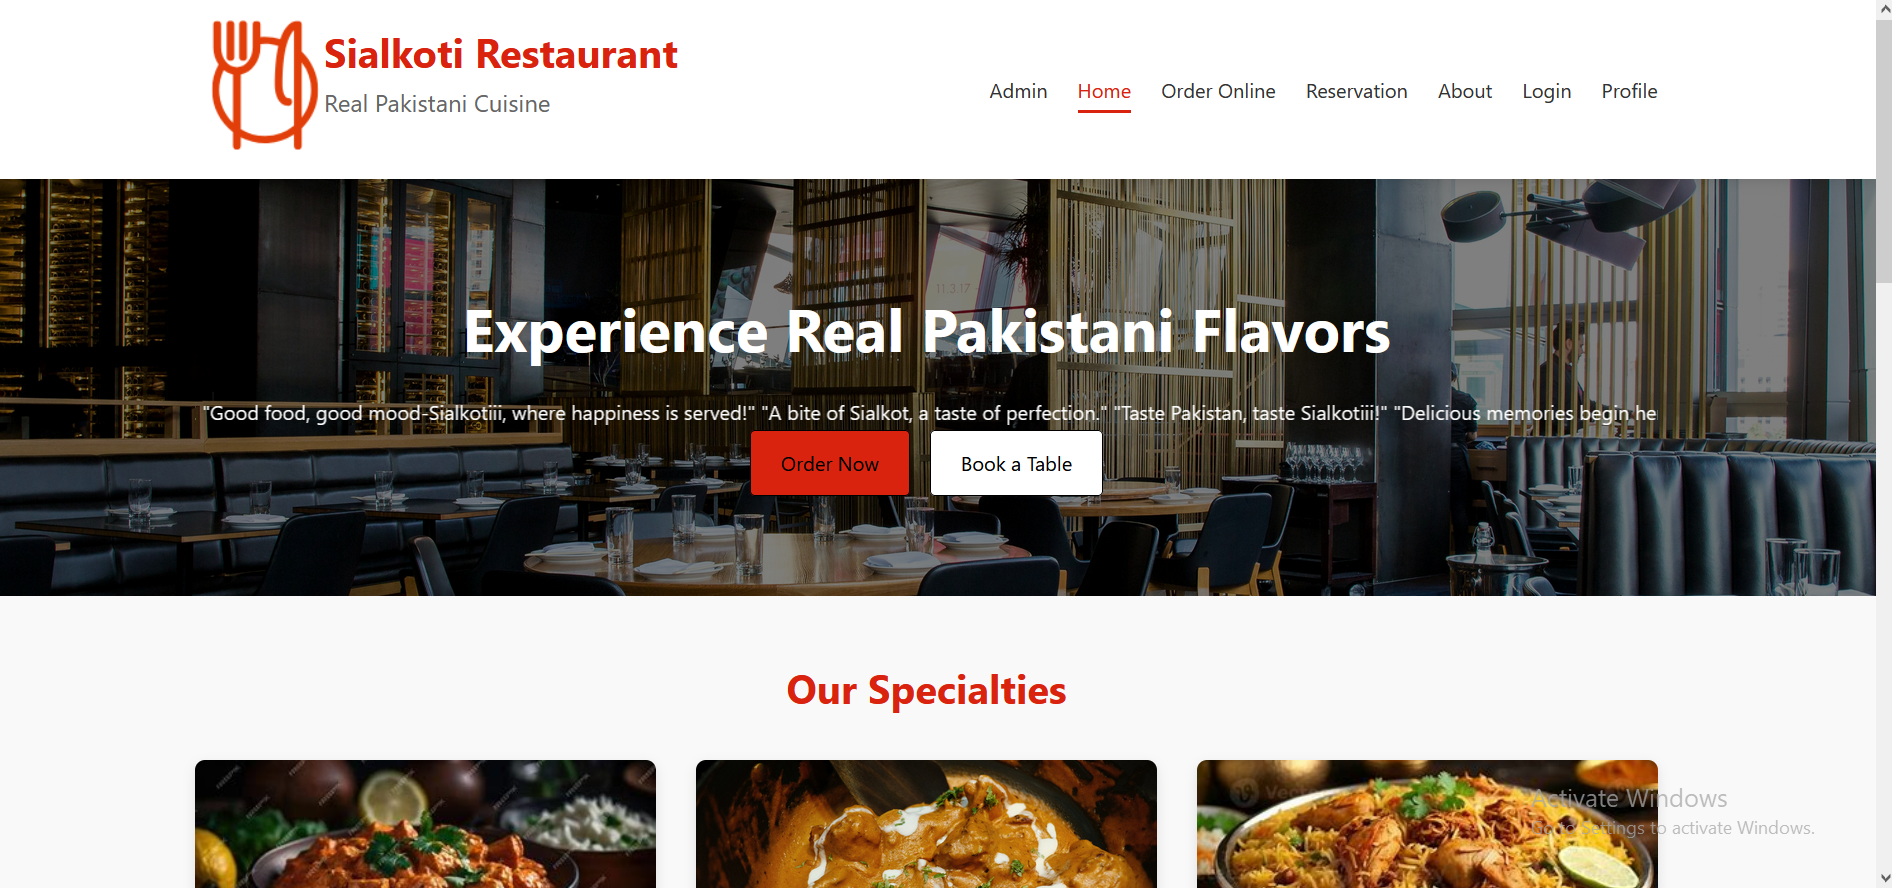 Sialkoti Restaurant
Real Pakistani Cuisine
Admin Home Order Online Reservation About Login Profile
Experience Real Pakistani Flavors
"Good food, good mood-Sialkotiii, where happiness is served!" "A bite of Sialkot, a taste of perfection." "Taste Pakistan, taste Sialkotiii!" "Delicious memories begin he
Order Now Book a Table
Our Specialties
Activate Windows
Go to Settings to activate Windows.